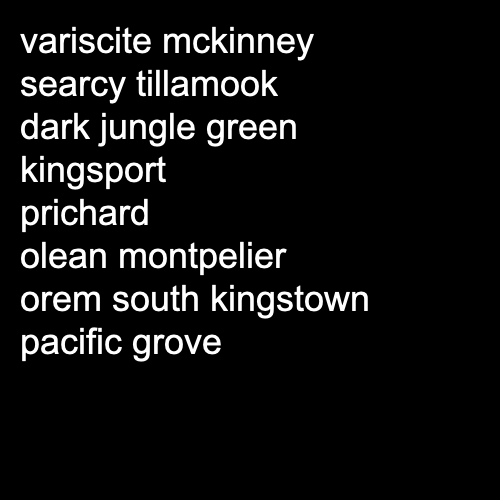 variscite mckinney
searcy tillamook
dark jungle green
kingsport
prichard
olean montpelier
orem south kingstown
pacific grove